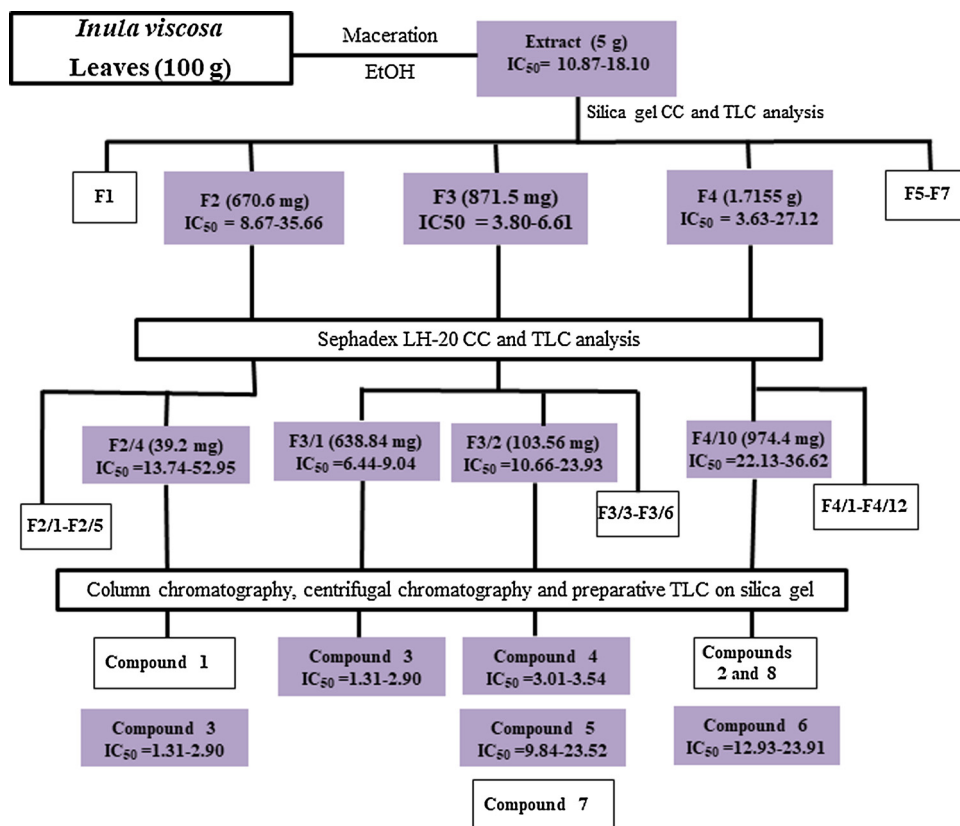 Inula viscosa
Leaves (100 g)
Maceration
EtOH
Extract (5 g)
IC50= 10.87-18.10
Silica gel CC and TLC analysis
F1
F2 (670.6 mg)
IC50 = 8.67-35.66
F3 (871.5 mg)
IC50 = 3.80-6.61
F4 (1.7155 g)
IC50 = 3.63-27.12
F5-F7
Sephadex LH-20 CC and TLC analysis
F2/1-F2/5
F2/4 (39.2 mg)
IC50 =13.74-52.95
F3/1 (638.84 mg)
IC50 =6.44-9.04
F3/2 (103.56 mg)
IC50 =10.66-23.93
F3/3-F3/6
F4/10 (974.4 mg)
IC50 =22.13-36.62
F4/1-F4/12
Column chromatography, centrifugal chromatography and preparative TLC on silica gel
Compound 1
Compound 3
IC50 =1.31-2.90
Compound 4
IC50 =3.01-3.54
Compounds
2 and 8
Compound 3
IC50 =1.31-2.90
Compound 5
IC50 =9.84-23.52
Compound 6
IC50 =12.93-23.91
Compound 7